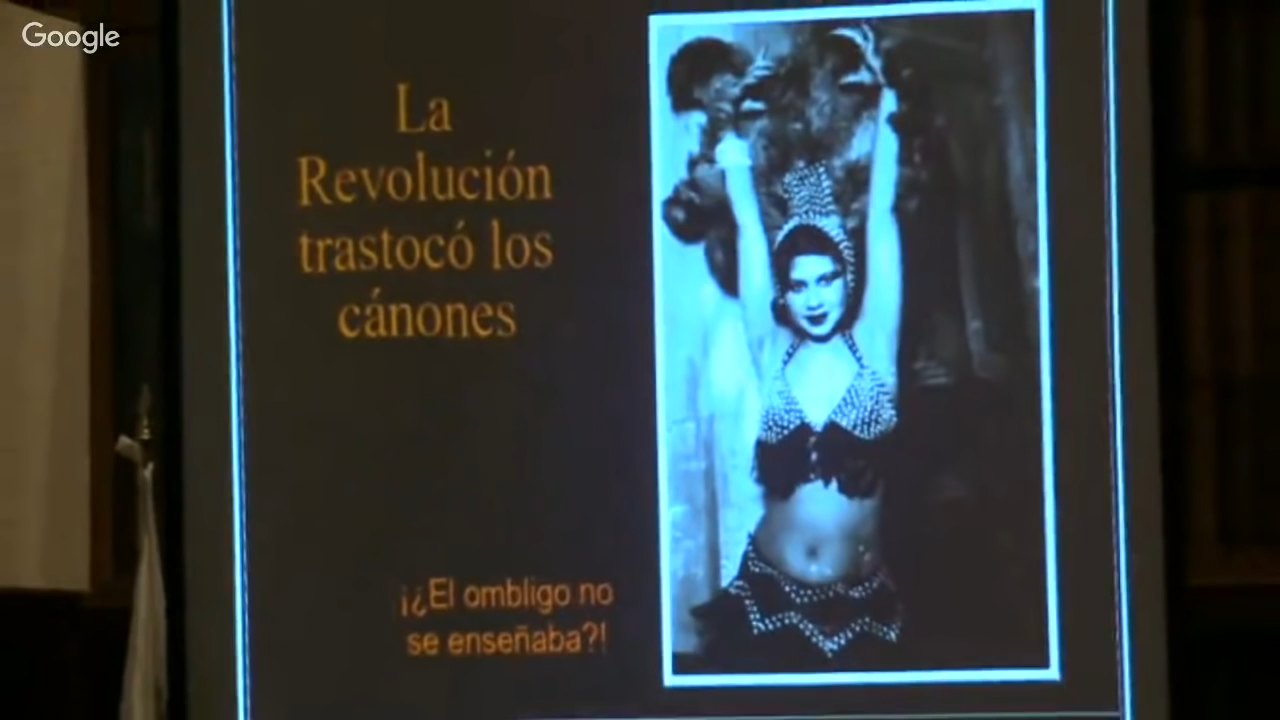 Google
La
Revolución
trastocó los
cánones
¡¿El ombligo no
se enseñaba?!